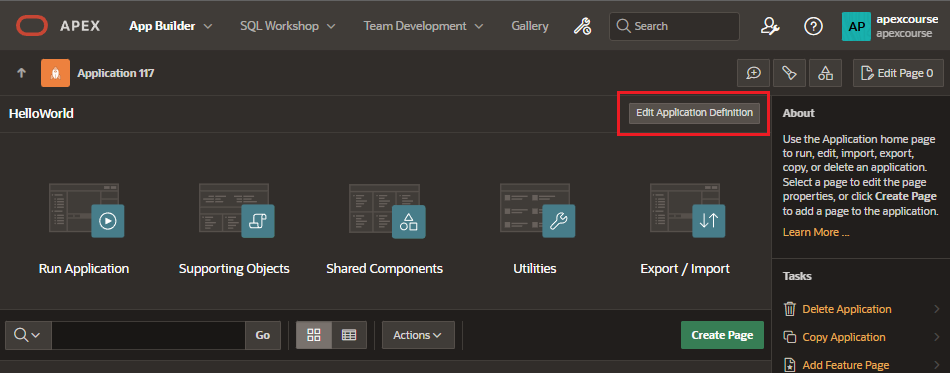 APEX
App Builder
SQL Workshop
Team Development
Gallery
Search
AP
apexcourse
apexcourse
Application 117
Edit Page 0
HelloWorld
Edit Application Definition
Run Application
Supporting Objects
Shared Components
Utilities
Export / Import
Go
Actions
Create Page
About
Use the Application home page
to run, edit, import, export,
copy, or delete an application.
Select a page to edit the page
properties, or click Create Page
to add a page to the application.
Learn More ...
Tasks
Delete Application
Copy Application
Add Feature Page